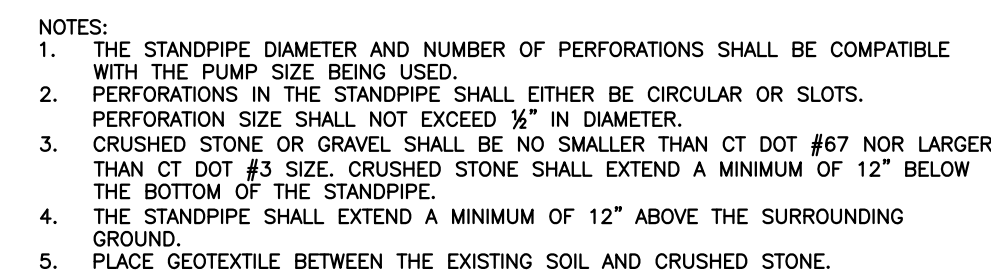 NOTES:
1. THE STANDPIPE DIAMETER AND NUMBER OF PERFORATIONS SHALL BE COMPATIBLE
WITH THE PUMP SIZE BEING USED.
2. PERFORATIONS IN THE STANDPIPE SHALL EITHER BE CIRCULAR OR SLOTS.
PERFORATION SIZE SHALL NOT EXCEED ½" IN DIAMETER.
3. CRUSHED STONE OR GRAVEL SHALL BE NO SMALLER THAN CT DOT #67 NOR LARGER
THAN CT DOT #3 SIZE. CRUSHED STONE SHALL EXTEND A MINIMUM OF 12" BELOW
THE BOTTOM OF THE STANDPIPE.
4. THE STANDPIPE SHALL EXTEND A MINIMUM OF 12" ABOVE THE SURROUNDING
GROUND.
5. PLACE GEOTEXTILE BETWEEN THE EXISTING SOIL AND CRUSHED STONE.